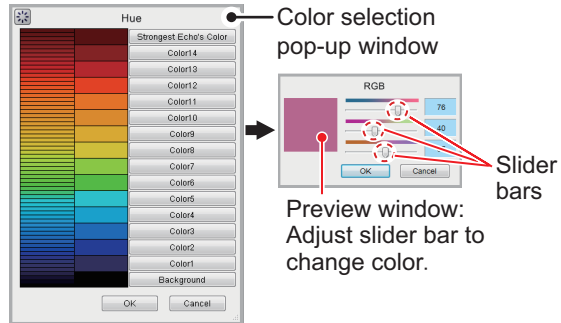 Hue
Strongest Echo's Color
Color14
Color13
Color12
Color11
Color10
Color9
Color8
Color7
Color6
Color5
Color4
Color3
Color2
Color1
Background
OK Cancel
Color selection
pop-up window
RGB
76
40
OK Cancel
Slider
bars
Preview window:
Adjust slider bar to
change color.